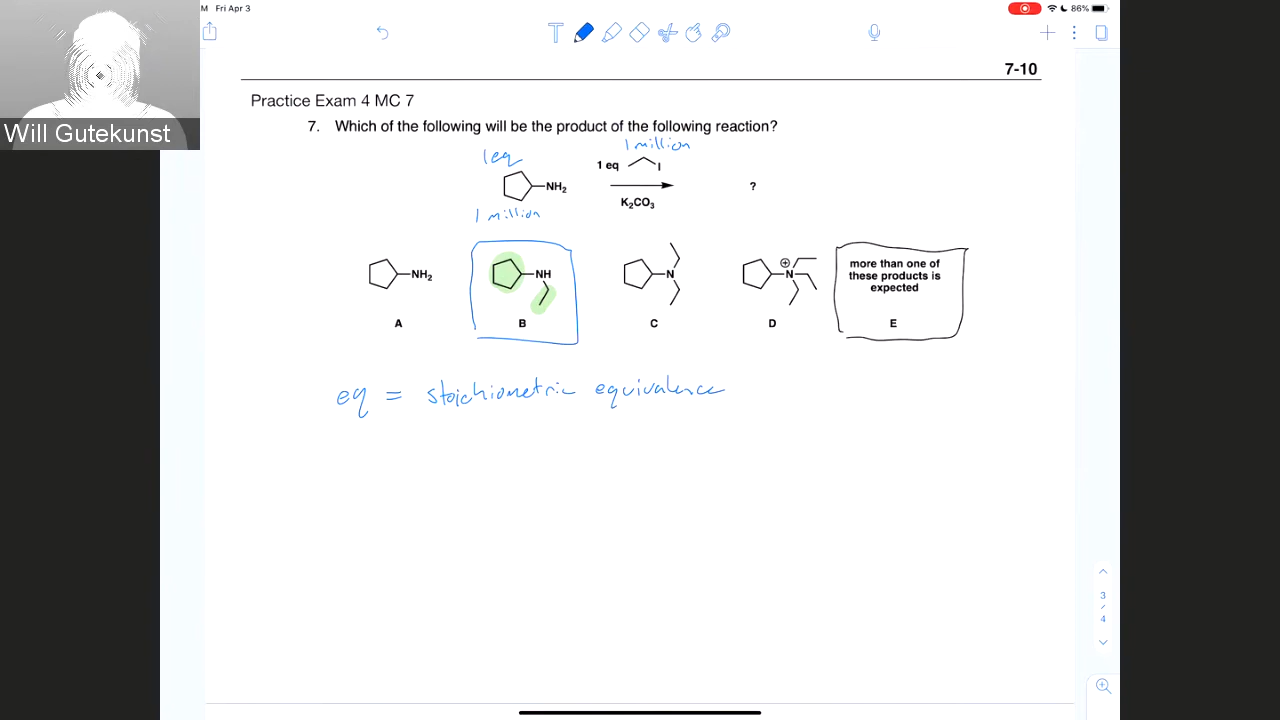 M Fri Apr 3
86%
Will Gutekunst
7-10
Practice Exam 4 MC 7
7. Which of the following will be the product of the following reaction?
1 million
1eq
1 eq
I
NH2
?
K2CO3
1 million
NH2
NH
N
N
more than one of
these products is
expected
A
B
C
D
E
eq = stoichiometric equivalence
3
/
4